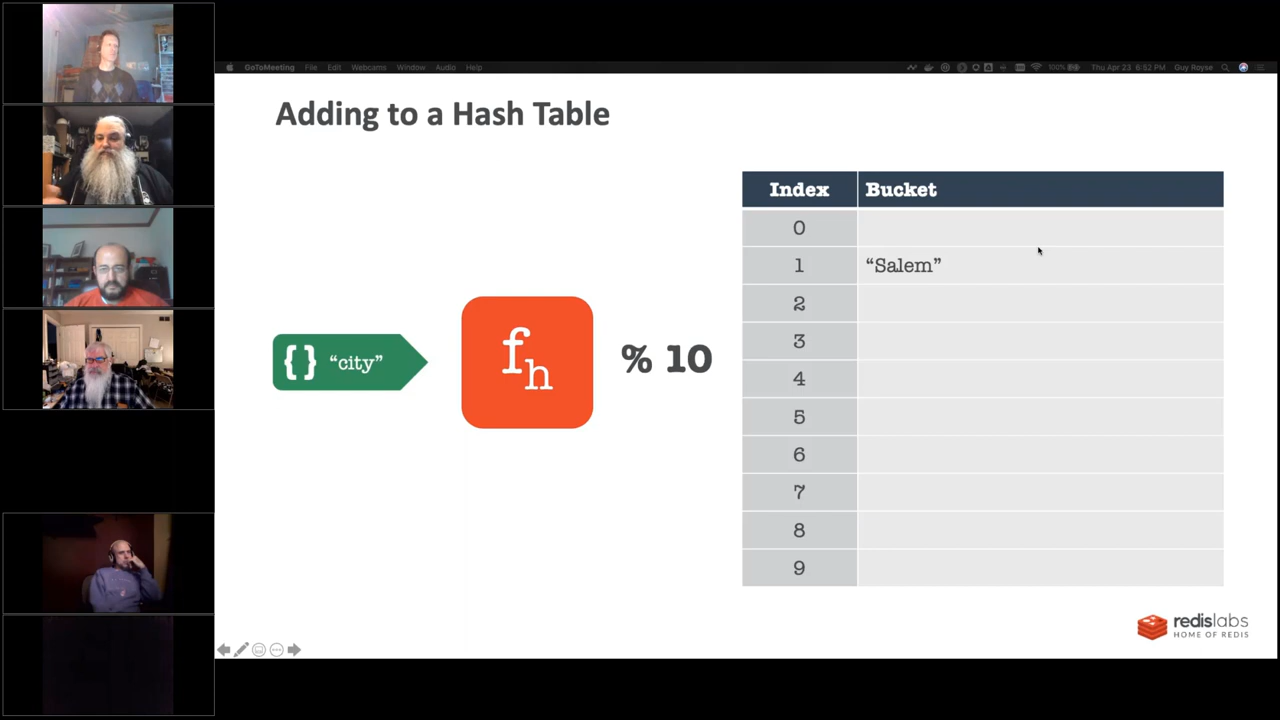 GoToMeeting File Edit Webcams Window Audio Help 100% Thu Apr 23 6:52 PM Guy Royse
Adding to a Hash Table
Index Bucket
0
1 “Salem”
2
3
{} “city” fh % 10
4
5
6
7
8
9
redislabs
HOME OF REDIS